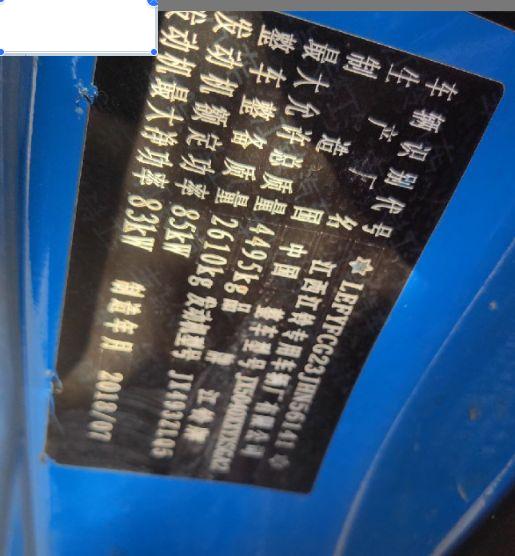 车辆识别代号 ☆LEFYFCG23JHN56141☆
生产厂名 江西江铃专用车辆厂有限公司
制造国 中国 整车型号
最大允许总质量 4495kg 品牌 江铃牌
整车整备质量 2610kg 发动机型号
发动机额定功率 85kW
发动机最大净功率 83kW 制造年月 2018/07